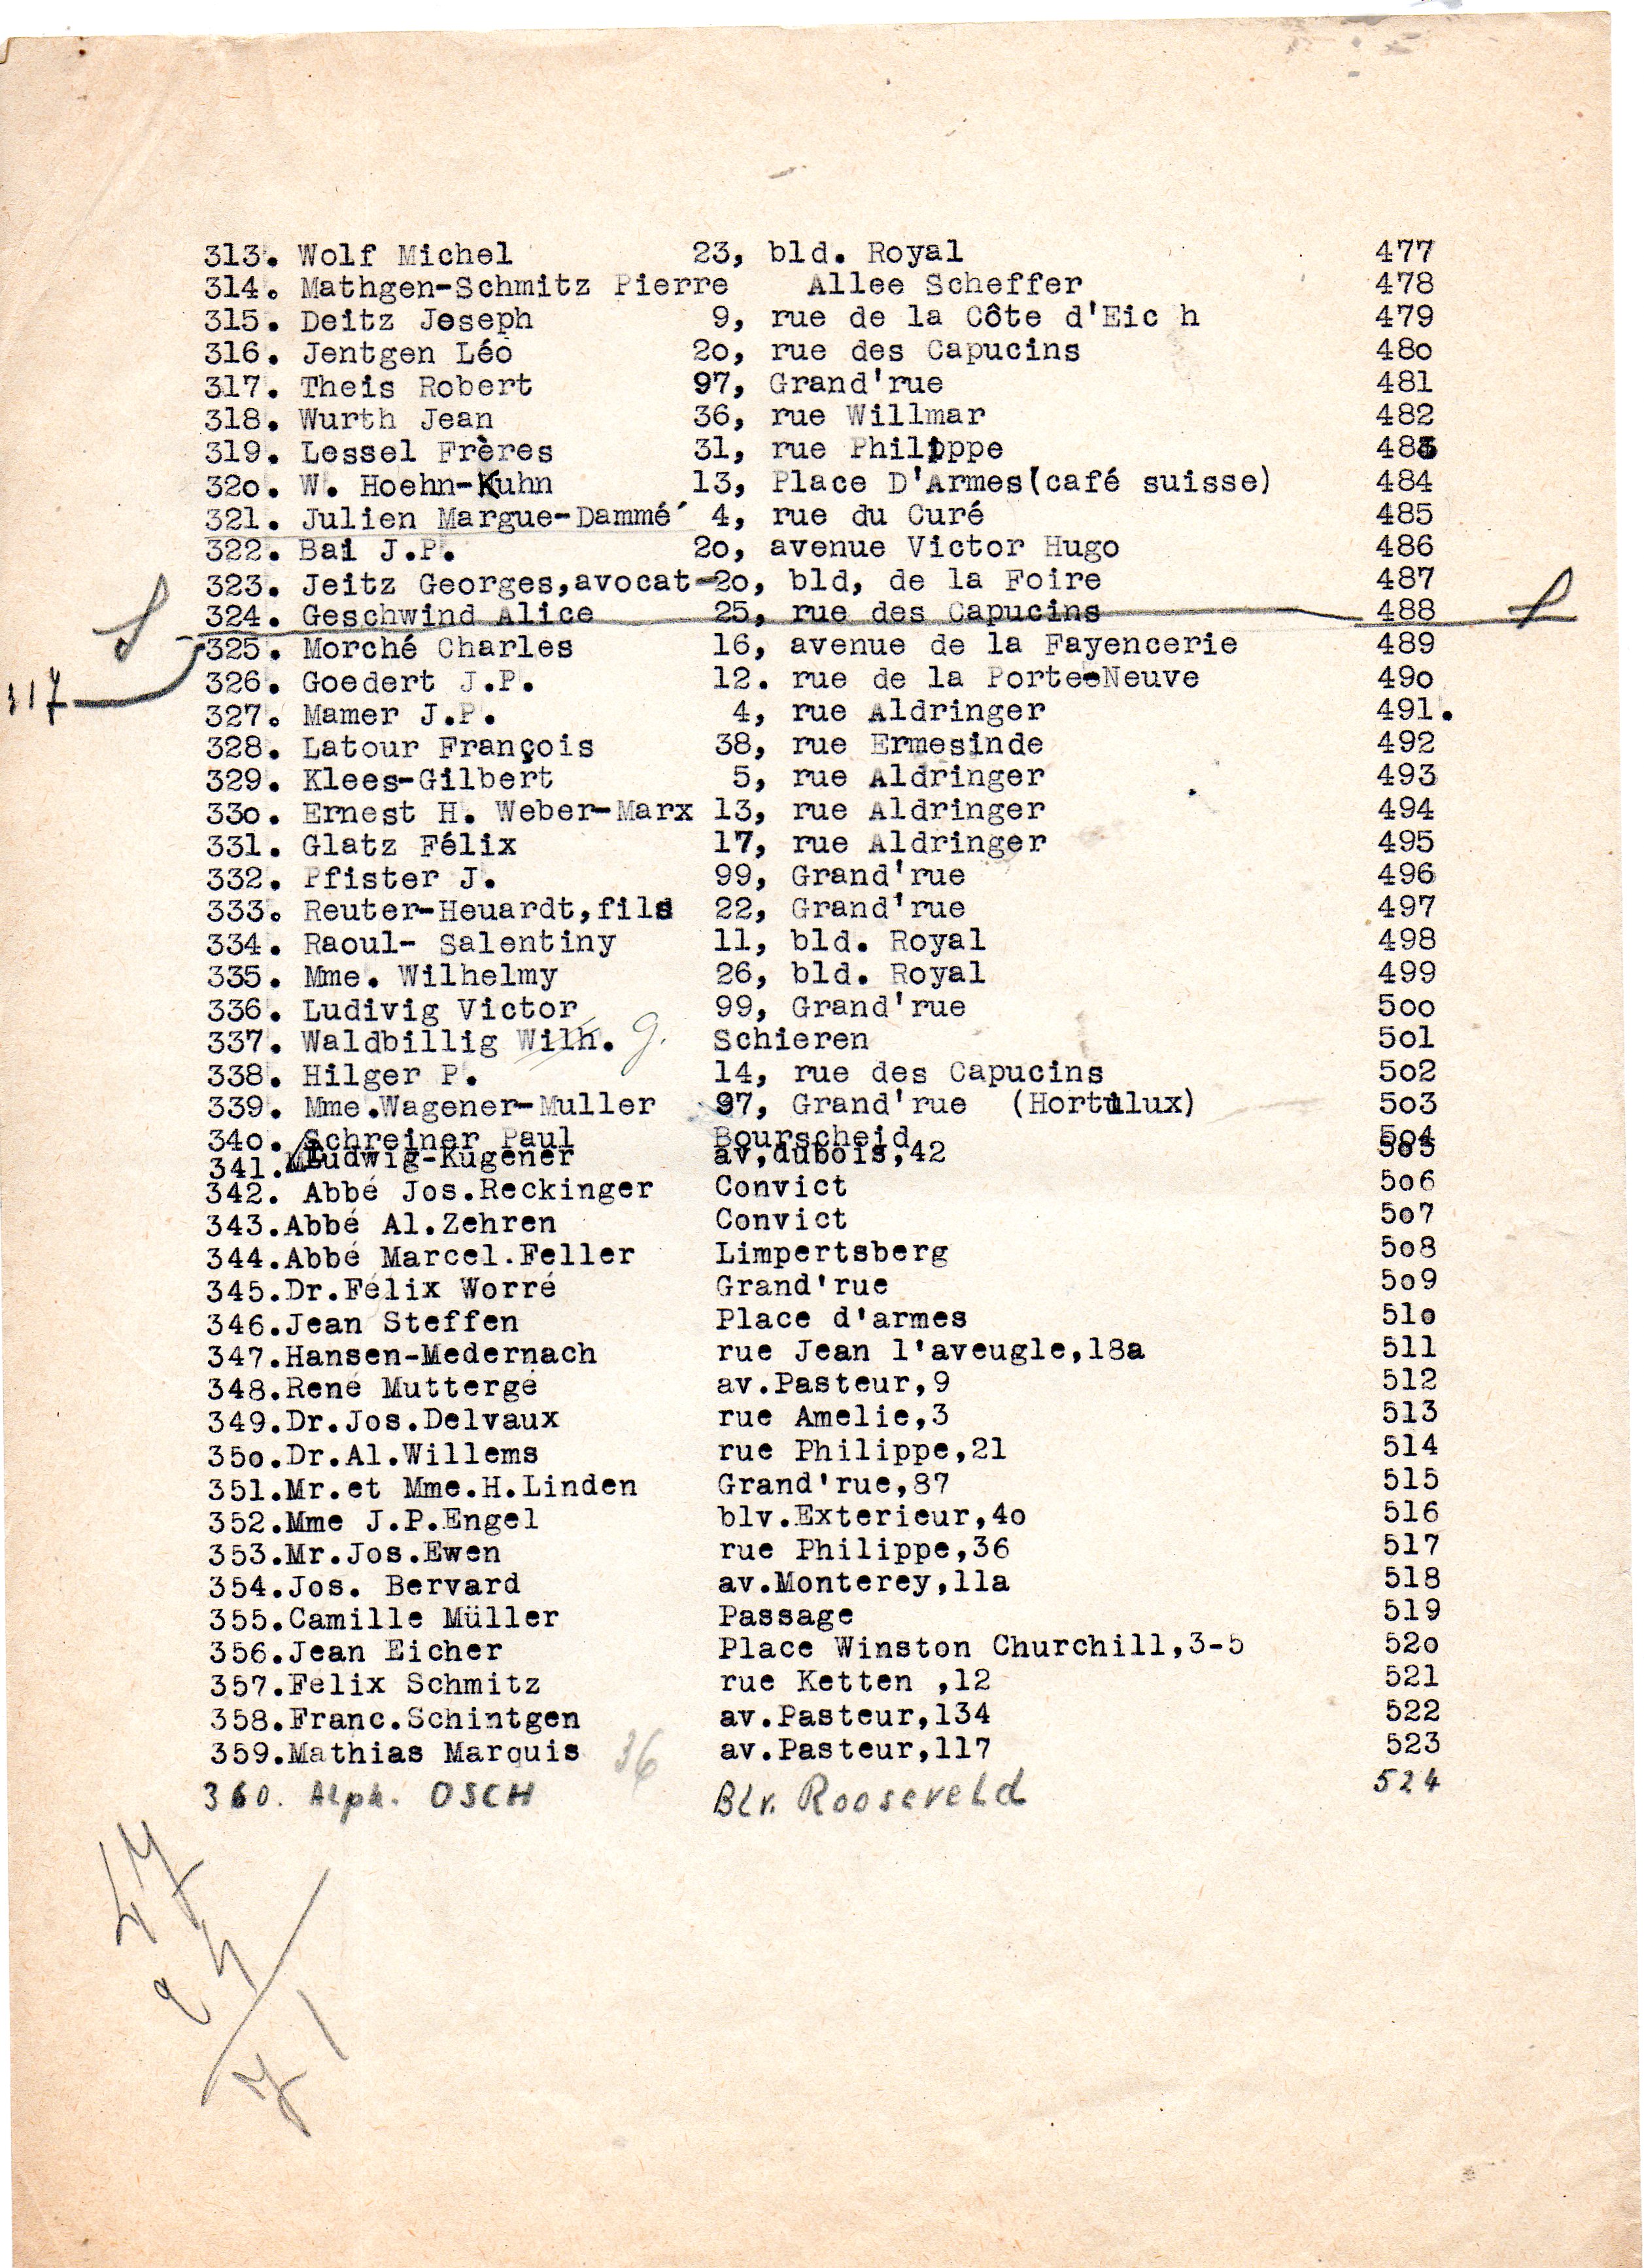 313. Wolf Michel 23, bld. Royal 477
314. Mathgen-Schmitz Pierre Allee Scheffer 478
315. Deitz Joseph 9, rue de la Côte d'Eic h 479
316. Jentgen Léo 2o, rue des Capucins 48o
317. Theis Robert 97, Grand'rue 481
318. Wurth Jean 36, rue Willmar 482
319. Lessel Frères 31, rue Philippe 483
32o. W. Hoehn-Kuhn 13, Place D'Armes(café suisse) 484
321. Julien Margue-Dammé 4, rue du Curé 485
322. Bai J.P. 2o, avenue Victor Hugo 486
323. Jeitz Georges,avocat-2o, bld, de la Foire 487
324. Geschwind Alice 25, rue des Capucins 488
325. Morché Charles 16, avenue de la Fayencerie 489
117 326. Goedert J.P. 12. rue de la Porte-Neuve 49o
327. Mamer J.P. 4, rue Aldringer 491.
328. Latour François 38, rue Ermesinde 492
329. Klees-Gilbert 5, rue Aldringer 493
33o. Ernest H. Weber-Marx 13, rue Aldringer 494
331. Glatz Félix 17, rue Aldringer 495
332. Pfister J. 99, Grand'rue 496
333. Reuter-Heuardt,fils 22, Grand'rue 497
334. Raoul- Salentiny 11, bld. Royal 498
335. Mme. Wilhelmy 26, bld. Royal 499
336. Ludivig Victor 99, Grand'rue 5oo
337. Waldbillig Wilh. g. Schieren 5o1
338. Hilger P. 14, rue des Capucins 5o2
339. Mme.Wagener-Muller 97, Grand'rue (Hortulux) 5o3
34o. Schreiner Paul Bourscheid 5o4
341. Ludwig-Kugener av,dubois,42 5o5
342. Abbé Jos.Reckinger Convict 5o6
343.Abbé Al.Zehren Convict 5o7
344.Abbé Marcel.Feller Limpertsberg 5o8
345.Dr.Félix Worré Grand'rue 5o9
346.Jean Steffen Place d'armes 51o
347.Hansen-Medernach rue Jean l'aveugle,18a 511
348.René Muttergé av.Pasteur,9 512
349.Dr.Jos.Delvaux rue Amelie,3 513
35o.Dr.Al.Willems rue Philippe,21 514
351.Mr.et Mme.H.Linden Grand'rue,87 515
352.Mme J.P.Engel blv.Exterieur,4o 516
353.Mr.Jos.Ewen rue Philippe,36 517
354.Jos. Bervard av.Monterey,11a 518
355.Camille Müller Passage 519
356.Jean Eicher Place Winston Churchill,3-5 52o
357.Félix Schmitz rue Ketten ,12 521
358.Franc.Schintgen av.Pasteur,134 522
359.Mathias Marquis 36 av.Pasteur,117 523
360. Alph. OSCH Blv. Rooseveld 524
47
24
71